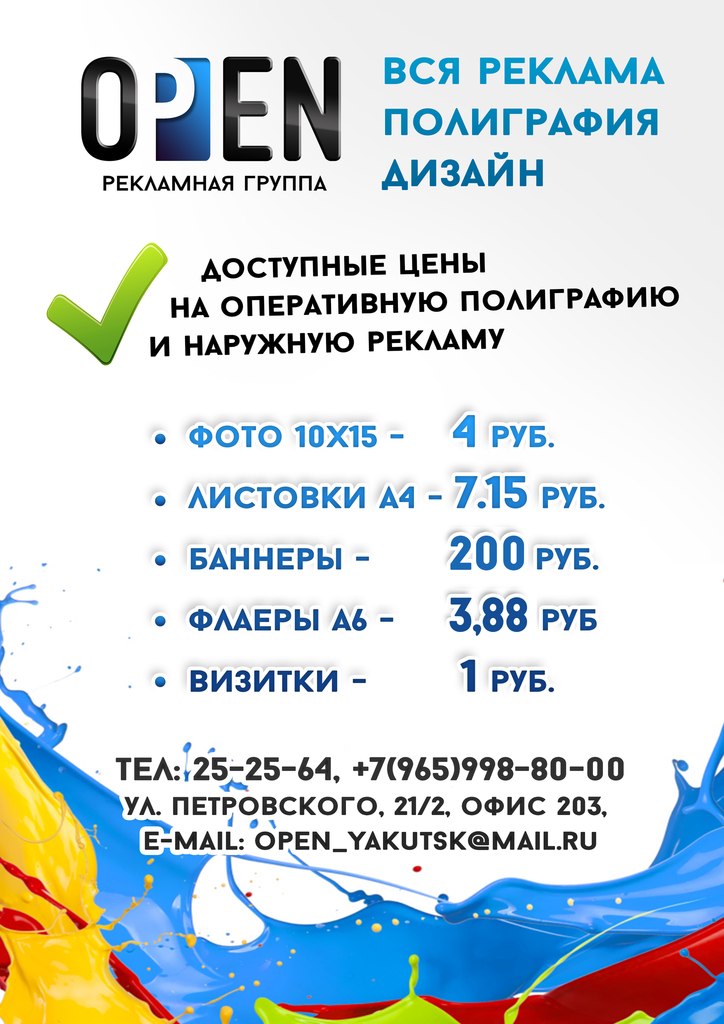 OPEN
РЕКЛАМНАЯ ГРУППА
ВСЯ РЕКЛАМА
ПОЛИГРАФИЯ
ДИЗАЙН
ДОСТУПНЫЕ ЦЕНЫ
НА ОПЕРАТИВНУЮ ПОЛИГРАФИЮ
И НАРУЖНУЮ РЕКЛАМУ
• ФОТО 10X15 - 4 РУБ.
• ЛИСТОВКИ А4 - 7.15 РУБ.
• БАННЕРЫ - 200 РУБ.
• ФЛАЕРЫ А6 - 3,88 РУБ
• ВИЗИТКИ - 1 РУБ.
ТЕЛ: 25-25-64, +7(965)998-80-00
УЛ. ПЕТРОВСКОГО, 21/2, ОФИС 203,
E-MAIL: OPEN_YAKUTSK@MAIL.RU